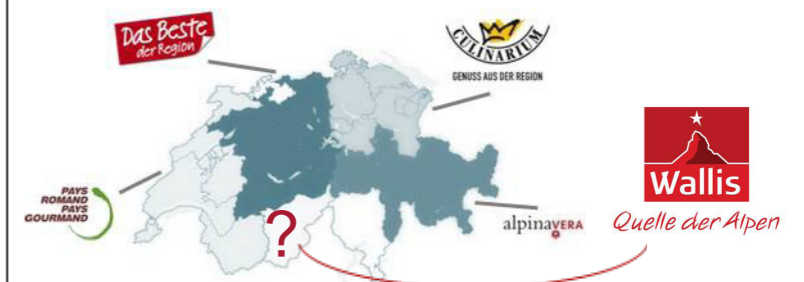 Das Beste
der Region
CULINARIUM
GENUSS AUS DER REGION
PAYS
ROMAND
PAYS
GOURMAND
?
alpinaVERA
Wallis
Quelle der Alpen